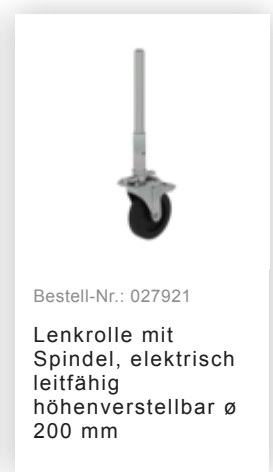 Bestell-Nr.: 027921
Lenkrolle mit
Spindel, elektrisch
leitfähig
höhenverstellbar ø
200 mm